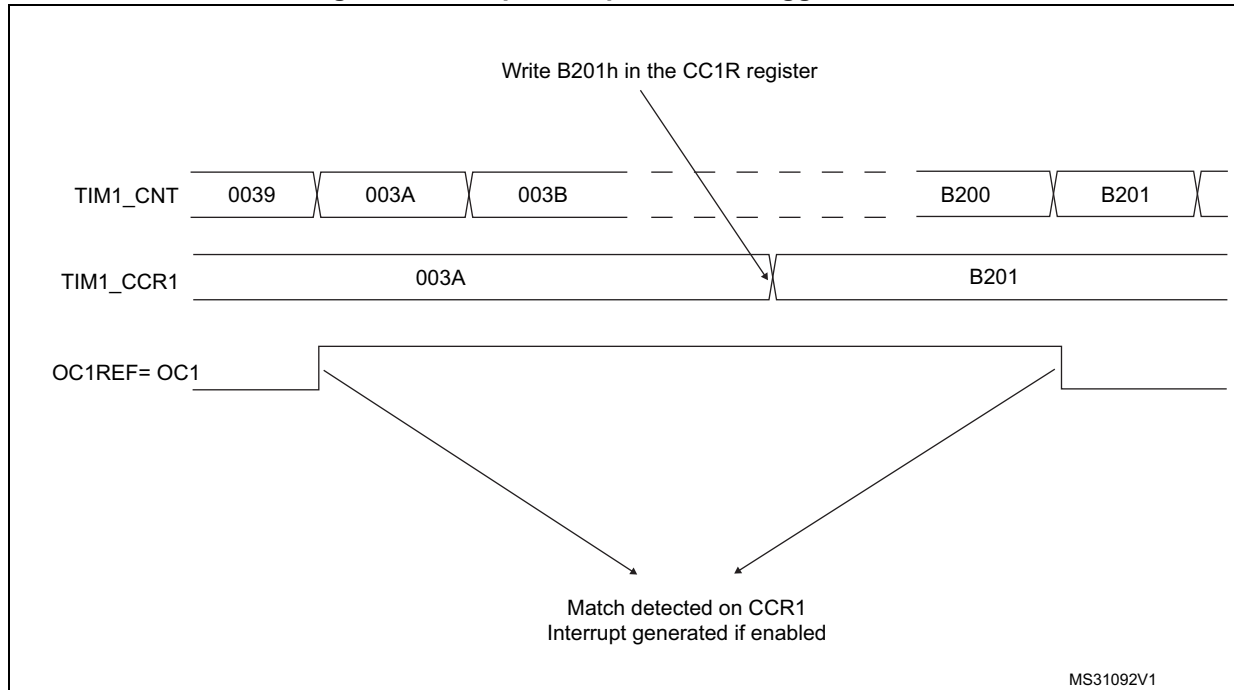 Write B201h in the CC1R register
TIM1_CNT 0039 003A 003B B200 B201
TIM1_CCR1 003A B201
OC1REF= OC1
Match detected on CCR1
Interrupt generated if enabled
MS31092V1